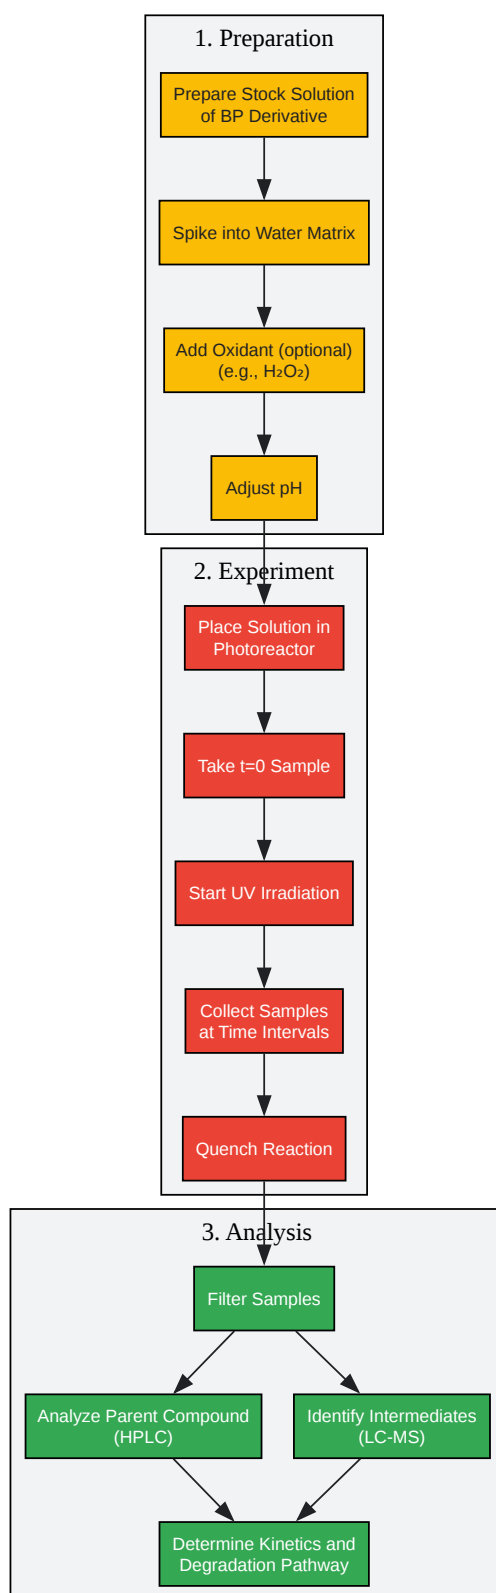 1. Preparation
Prepare Stock Solution
of BP Derivative
Spike into Water Matrix
Add Oxidant (optional)
(e.g., H₂O₂)
Adjust pH
2. Experiment
Place Solution in
Photoreactor
Take t=0 Sample
Start UV Irradiation
Collect Samples
at Time Intervals
Quench Reaction
3. Analysis
Filter Samples
Analyze Parent Compound
(HPLC)
Identify Intermediates
(LC-MS)
Determine Kinetics and
Degradation Pathway